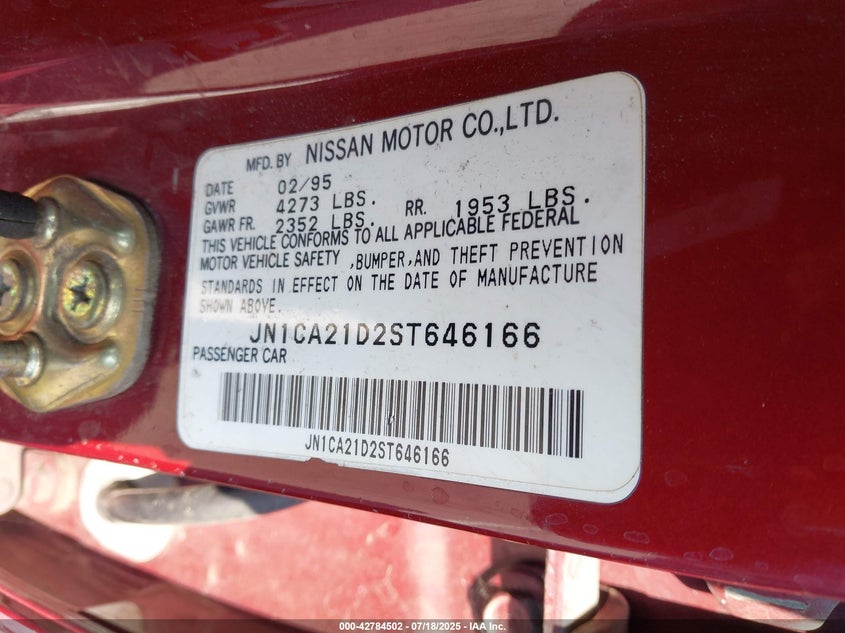 MFD. BY NISSAN MOTOR CO.,LTD.
DATE 02/95
GVWR 4273 LBS.
GAWR FR. 2352 LBS. RR. 1953 LBS.
THIS VEHICLE CONFORMS TO ALL APPLICABLE FEDERAL
MOTOR VEHICLE SAFETY ,BUMPER,AND THEFT PREVENTION
STANDARDS IN EFFECT ON THE DATE OF MANUFACTURE
SHOWN ABOVE.
JN1CA21D2ST646166
PASSENGER CAR
JN1CA21D2ST646166
000-42784502 - 07/18/2025 - IAA Inc.